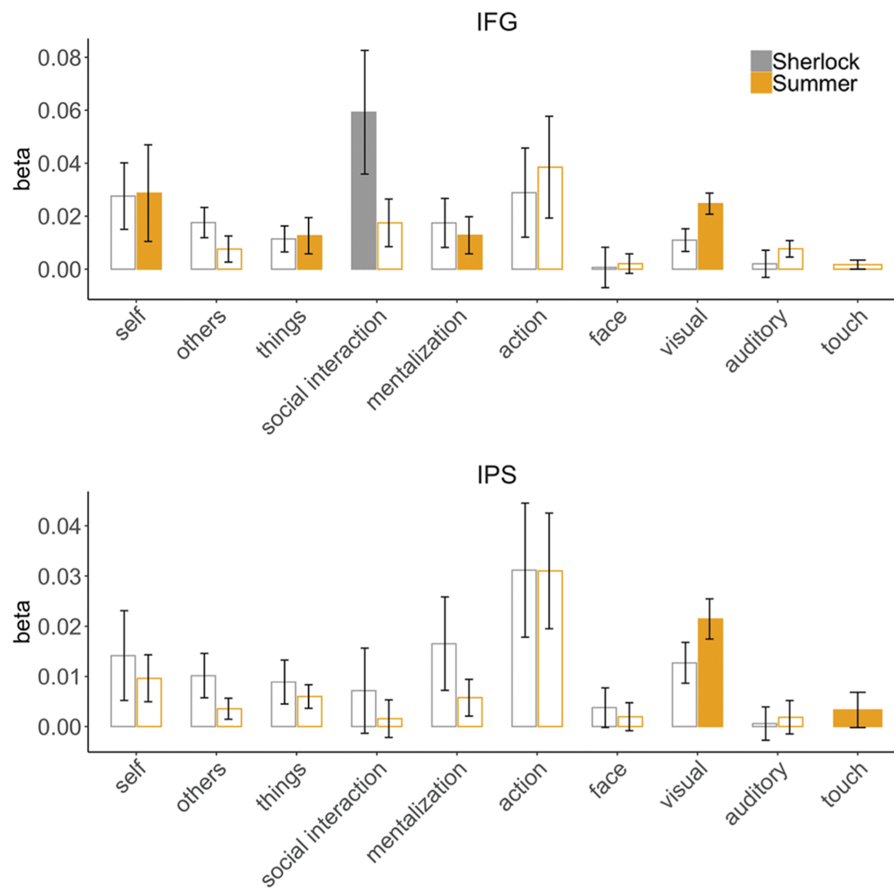 IFG
Sherlock
Summer
beta
0.08
0.06
0.04
0.02
0.00
self
others
things
social interaction
mentalization
action
face
visual
auditory
touch
IPS
beta
0.04
0.03
0.02
0.01
0.00
self
others
things
social interaction
mentalization
action
face
visual
auditory
touch